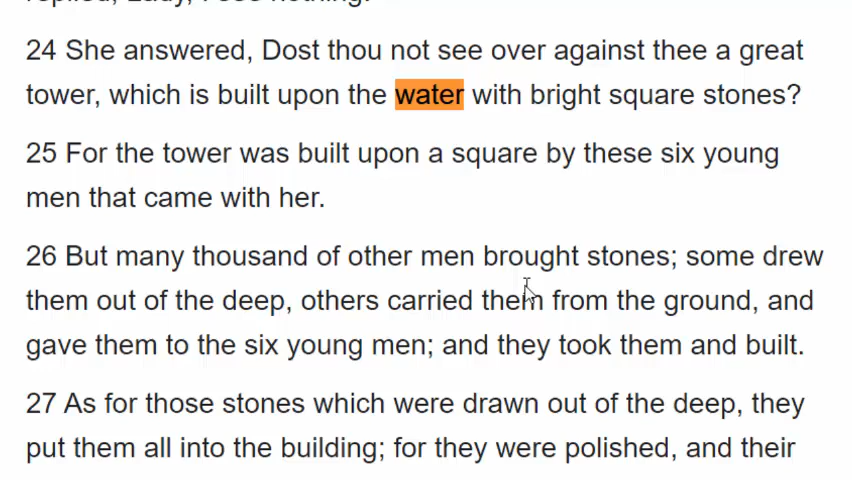 replied, Lady, I see nothing.
24 She answered, Dost thou not see over against thee a great
tower, which is built upon the water with bright square stones?
25 For the tower was built upon a square by these six young
men that came with her.
26 But many thousand of other men brought stones; some drew
them out of the deep, others carried them from the ground, and
gave them to the six young men; and they took them and built.
27 As for those stones which were drawn out of the deep, they
put them all into the building; for they were polished, and their